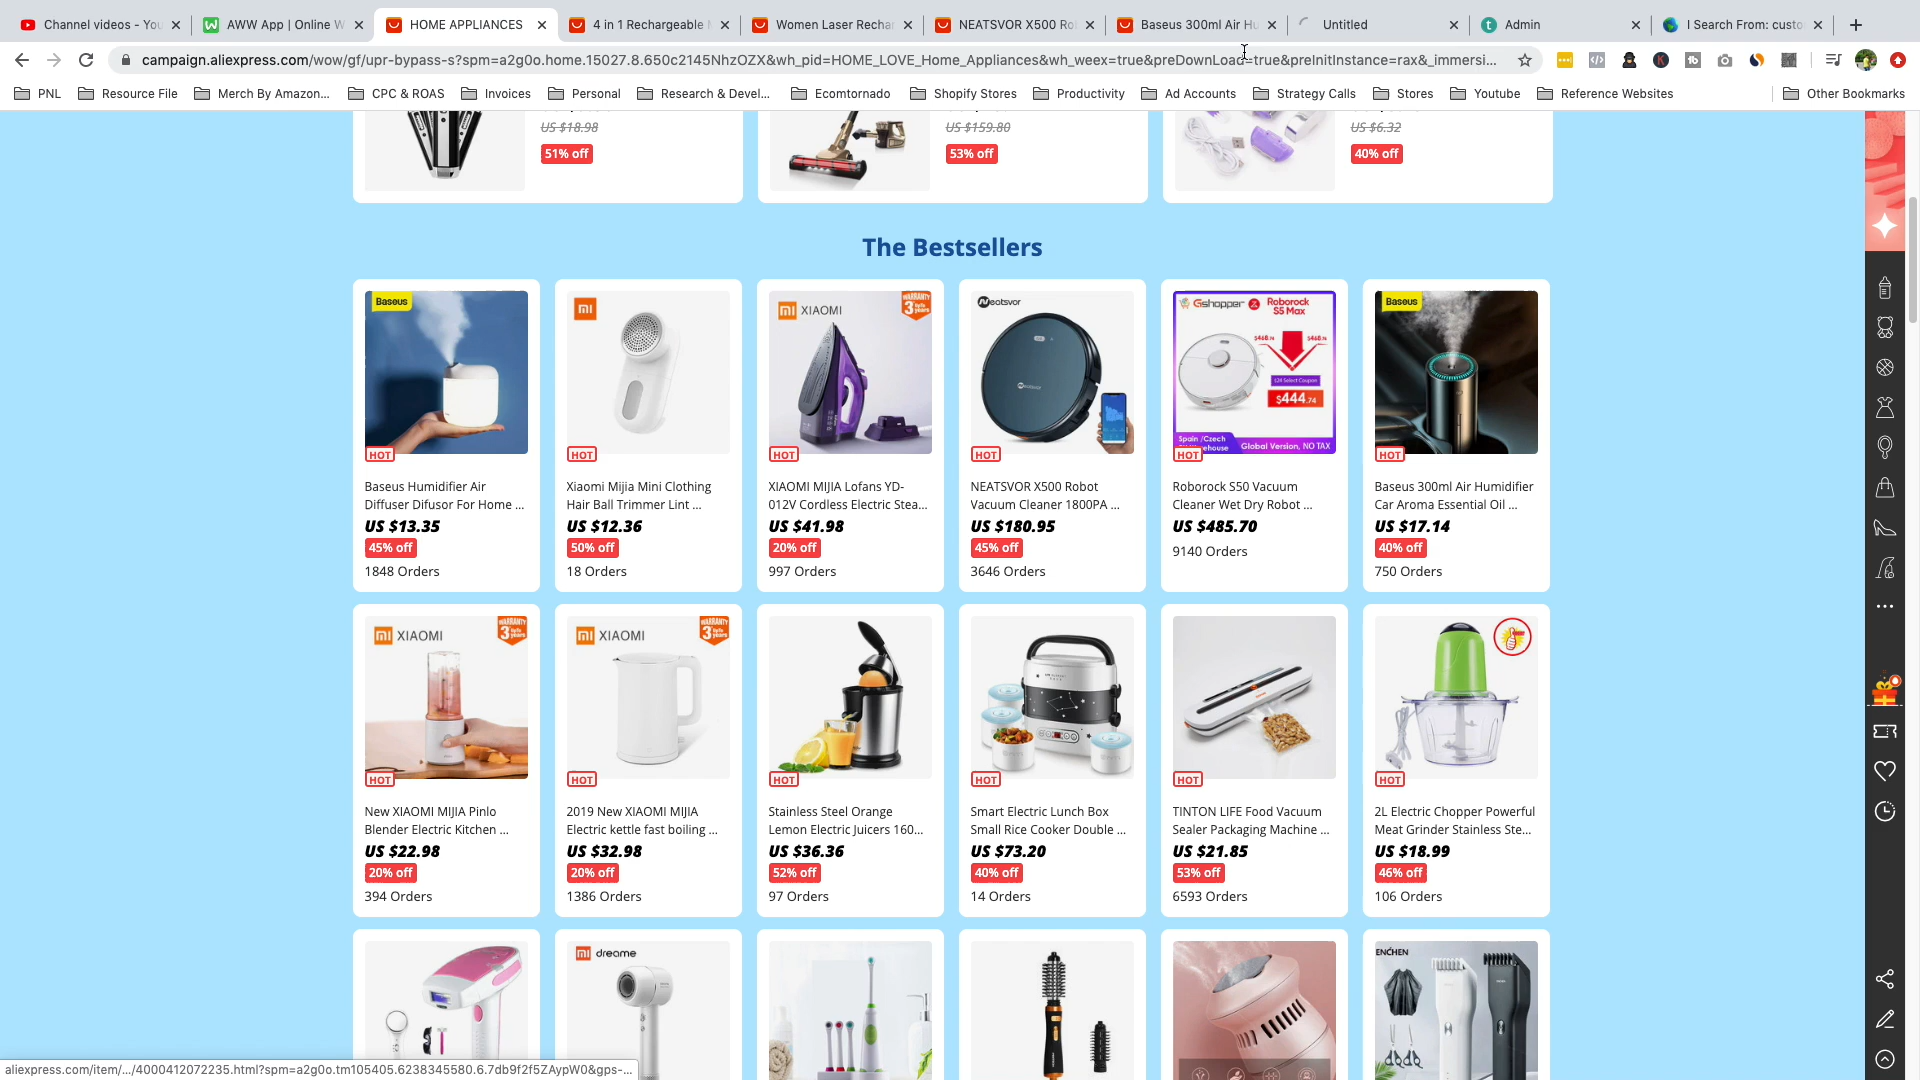 Channel videos - You
AWW App | Online W
HOME APPLIANCES
4 in 1 Rechargeable
Women Laser Rechar
NEATSVOR X500 Ro
Baseus 300ml Air Hu
Untitled
Admin
I Search From: custo
campaign.aliexpress.com/wow/gf/upr-bypass-s?spm=a2g0o.home.15027.8.650c2145NhzOZX&wh_pid=HOME_LOVE_Home_Appliances&wh_weex=true&preDownLoad=true&preInitInstance=rax&_immersi...
PNL
Resource File
Merch By Amazon...
CPC & ROAS
Invoices
Personal
Research & Devel...
Ecomtornado
Shopify Stores
Productivity
Ad Accounts
Strategy Calls
Stores
Youtube
Reference Websites
Other Bookmarks
US $18.98
51% off
US $159.80
53% off
US $6.32
40% off
The Bestsellers
Baseus
HOT
Baseus Humidifier Air
Diffuser Difusor For Home ...
US $13.35
45% off
1848 Orders
HOT
Xiaomi Mijia Mini Clothing
Hair Ball Trimmer Lint ...
US $12.36
50% off
18 Orders
XIAOMI
WARRANTY
3 years
HOT
XIAOMI MIJIA Lofans YD-
012V Cordless Electric Stea...
US $41.98
20% off
997 Orders
Neatsvor
HOT
NEATSVOR X500 Robot
Vacuum Cleaner 1800PA ...
US $180.95
45% off
3646 Orders
Gshopper
Roborock
S5 Max
$444.74
Spain /Czech
Global Version, NO TAX
HOT
Roborock S50 Vacuum
Cleaner Wet Dry Robot ...
US $485.70
9140 Orders
Baseus
HOT
Baseus 300ml Air Humidifier
Car Aroma Essential Oil ...
US $17.14
40% off
750 Orders
XIAOMI
WARRANTY
3 years
HOT
New XIAOMI MIJIA Pinlo
Blender Electric Kitchen ...
US $22.98
20% off
394 Orders
XIAOMI
WARRANTY
3 years
HOT
2019 New XIAOMI MIJIA
Electric kettle fast boiling ...
US $32.98
20% off
1386 Orders
HOT
Stainless Steel Orange
Lemon Electric Juicers 160...
US $36.36
52% off
97 Orders
HOT
Smart Electric Lunch Box
Small Rice Cooker Double ...
US $73.20
40% off
14 Orders
HOT
TINTON LIFE Food Vacuum
Sealer Packaging Machine ...
US $21.85
53% off
6593 Orders
HOT
2L Electric Chopper Powerful
Meat Grinder Stainless Ste...
US $18.99
46% off
106 Orders
dreame
ENCHEN
aliexpress.com/item/.../4000412072235.html?spm=a2g0o.tm105405.6238345580.6.7db9f2f5ZAypW0&gps-...